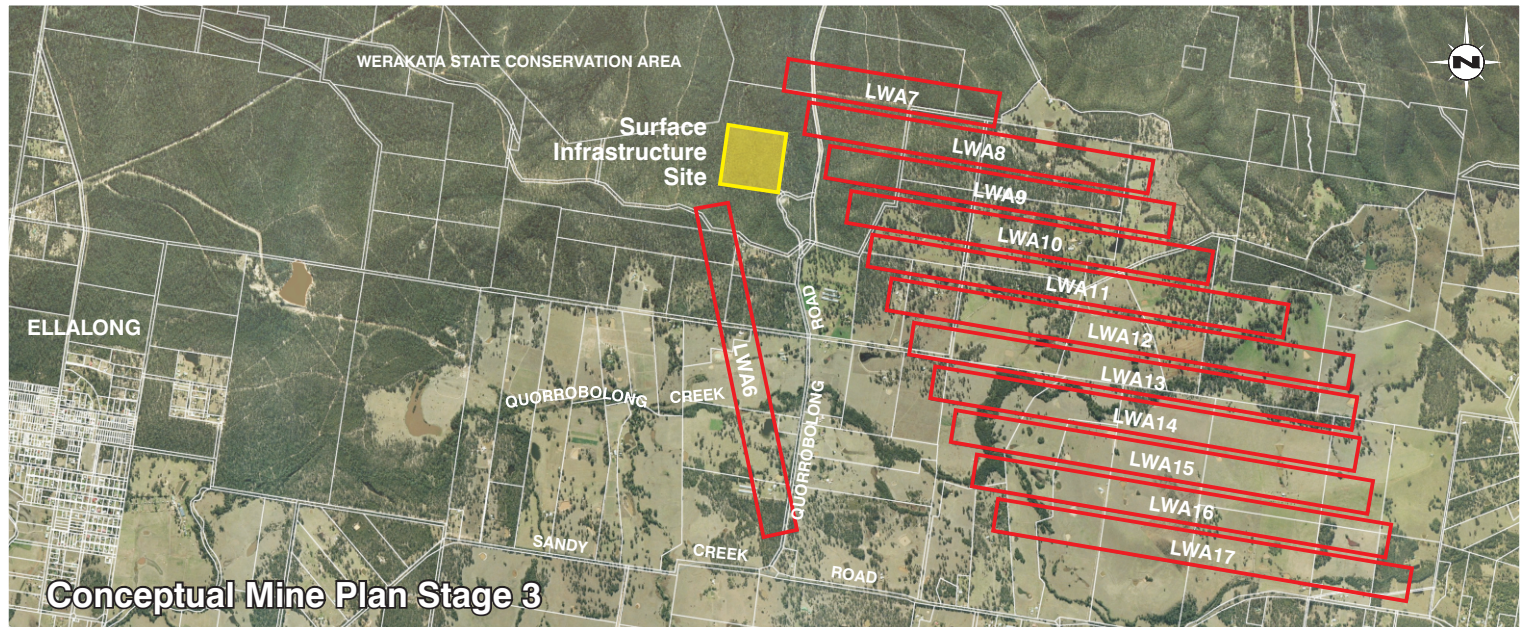 WERAKATA STATE CONSERVATION AREA
N
LWA7
Surface
Infrastructure
Site
LWA8
LWA9
LWA10
LWA11
ROAD
ELLALONG
LWA12
LWA6
LWA13
QUORROBOLONG CREEK
QUORROBOLONG
LWA14
LWA15
LWA16
SANDY CREEK ROAD
LWA17
Conceptual Mine Plan Stage 3